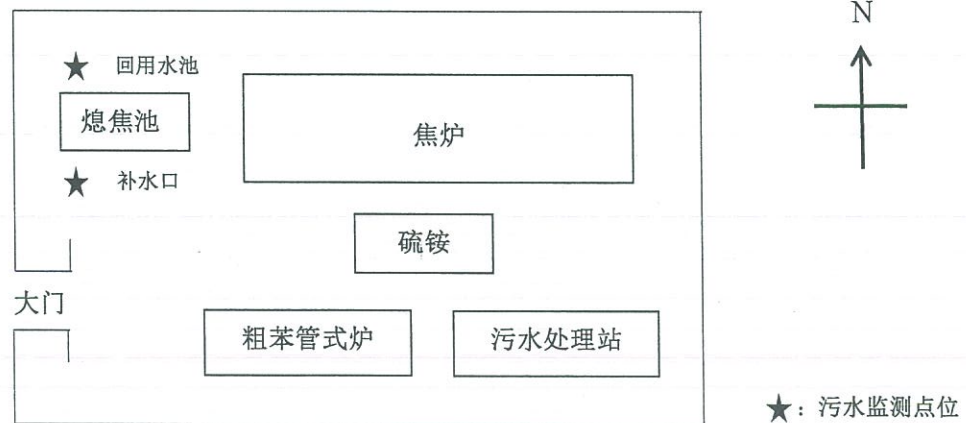 N
★ 回用水池
熄焦池
焦炉
★ 补水口
硫铵
大门
粗苯管式炉
污水处理站
★：污水监测点位